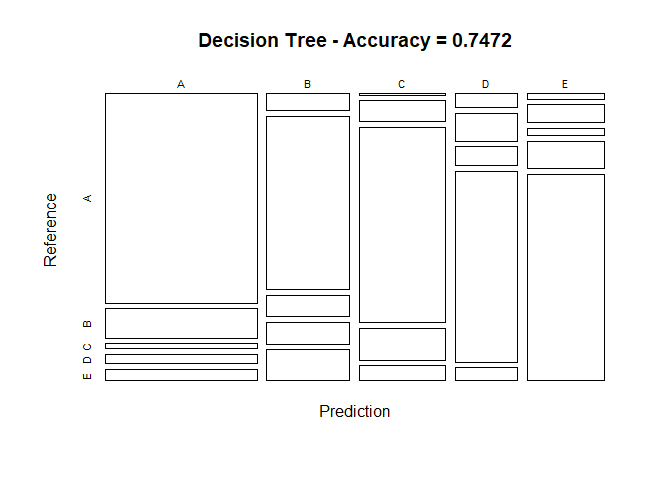 Decision Tree - Accuracy = 0.7472
A B C D E
Reference
A
B
C
D
E
Prediction